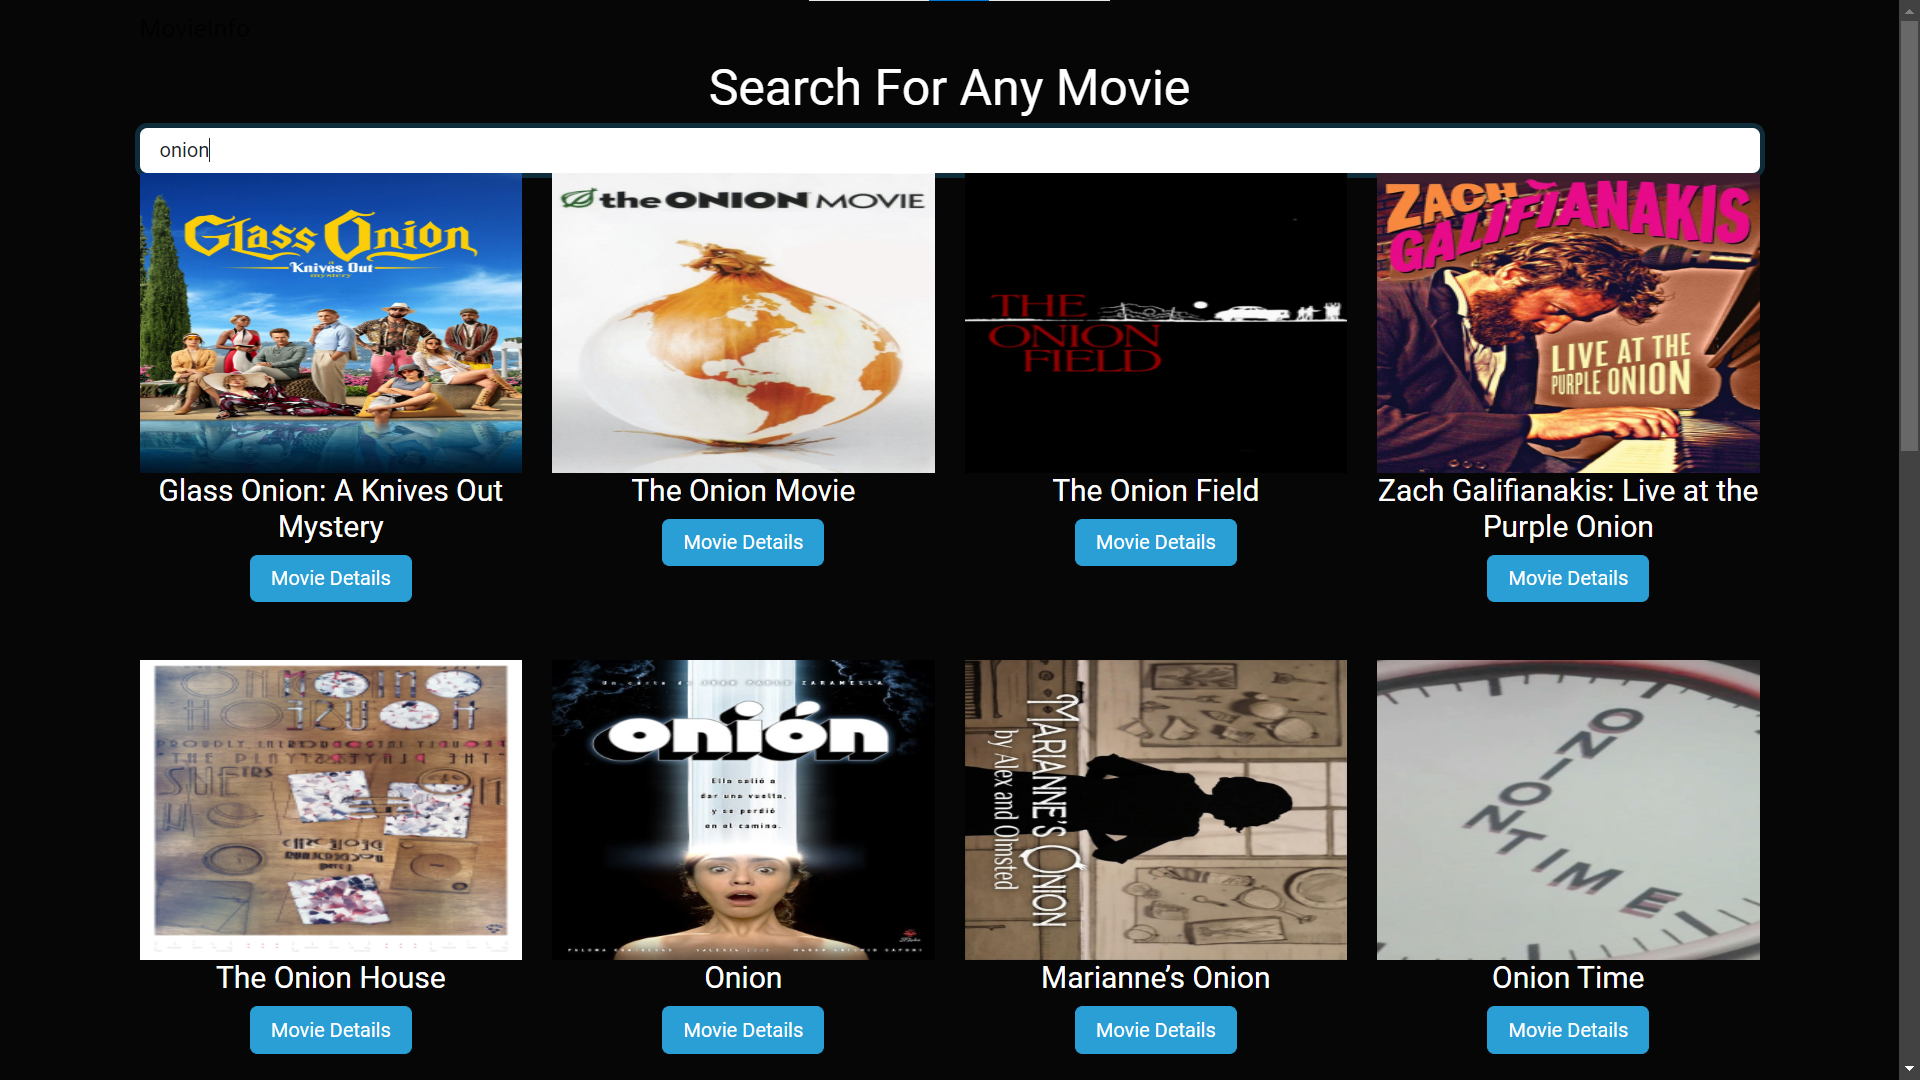 MovieInfo
Search For Any Movie
onion
Glass Onion
a
Knives Out
mystery
the ONION MOVIE
THE
ONION
FIELD
ZACH
GALIFIANAKIS
LIVE AT THE
PURPLE ONION
Glass Onion: A Knives Out
Mystery
Movie Details
The Onion Movie
Movie Details
The Onion Field
Movie Details
Zach Galifianakis: Live at the
Purple Onion
Movie Details
onión
Ella salió a
dar una vuelta,
y se perdió
en el camino.
MARIANNE'S ONION
by Alex and Olmsted
ONION
TIME
The Onion House
Movie Details
Onion
Movie Details
Marianne’s Onion
Movie Details
Onion Time
Movie Details